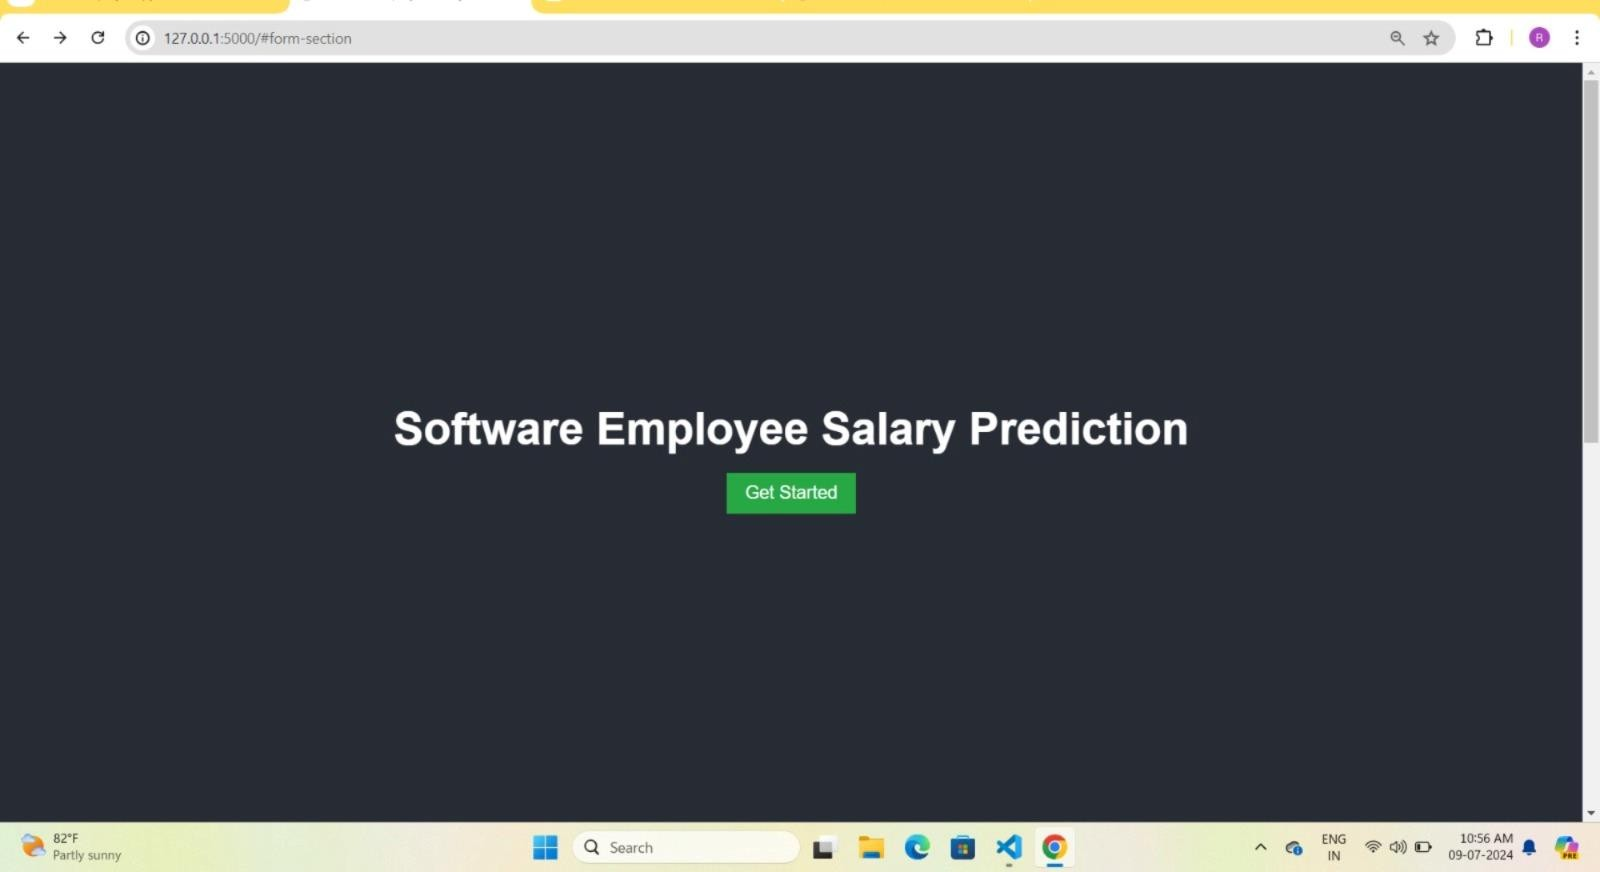 127.0.0.1:5000/#form-section
R
Software Employee Salary Prediction
Get Started
82°F
Partly sunny
Search
ENG
IN
10:56 AM
09-07-2024
PRE